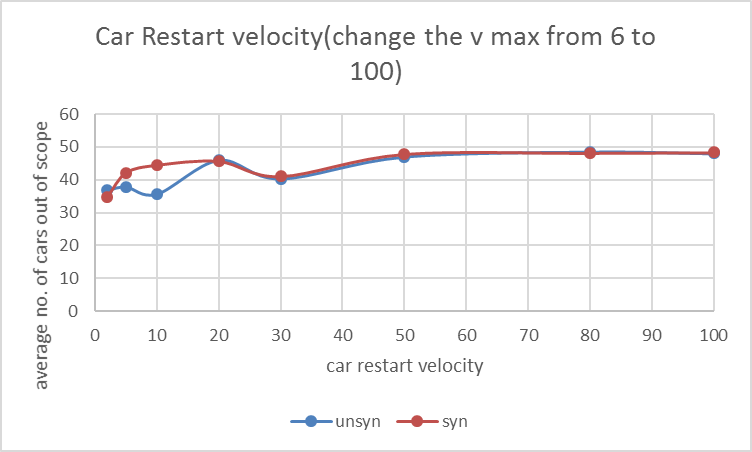 Car Restart velocity(change the v max from 6 to
100)
average no. of cars out of scope
60
50
40
30
20
10
0
0 10 20 30 40 50 60 70 80 90 100
car restart velocity
unsyn syn